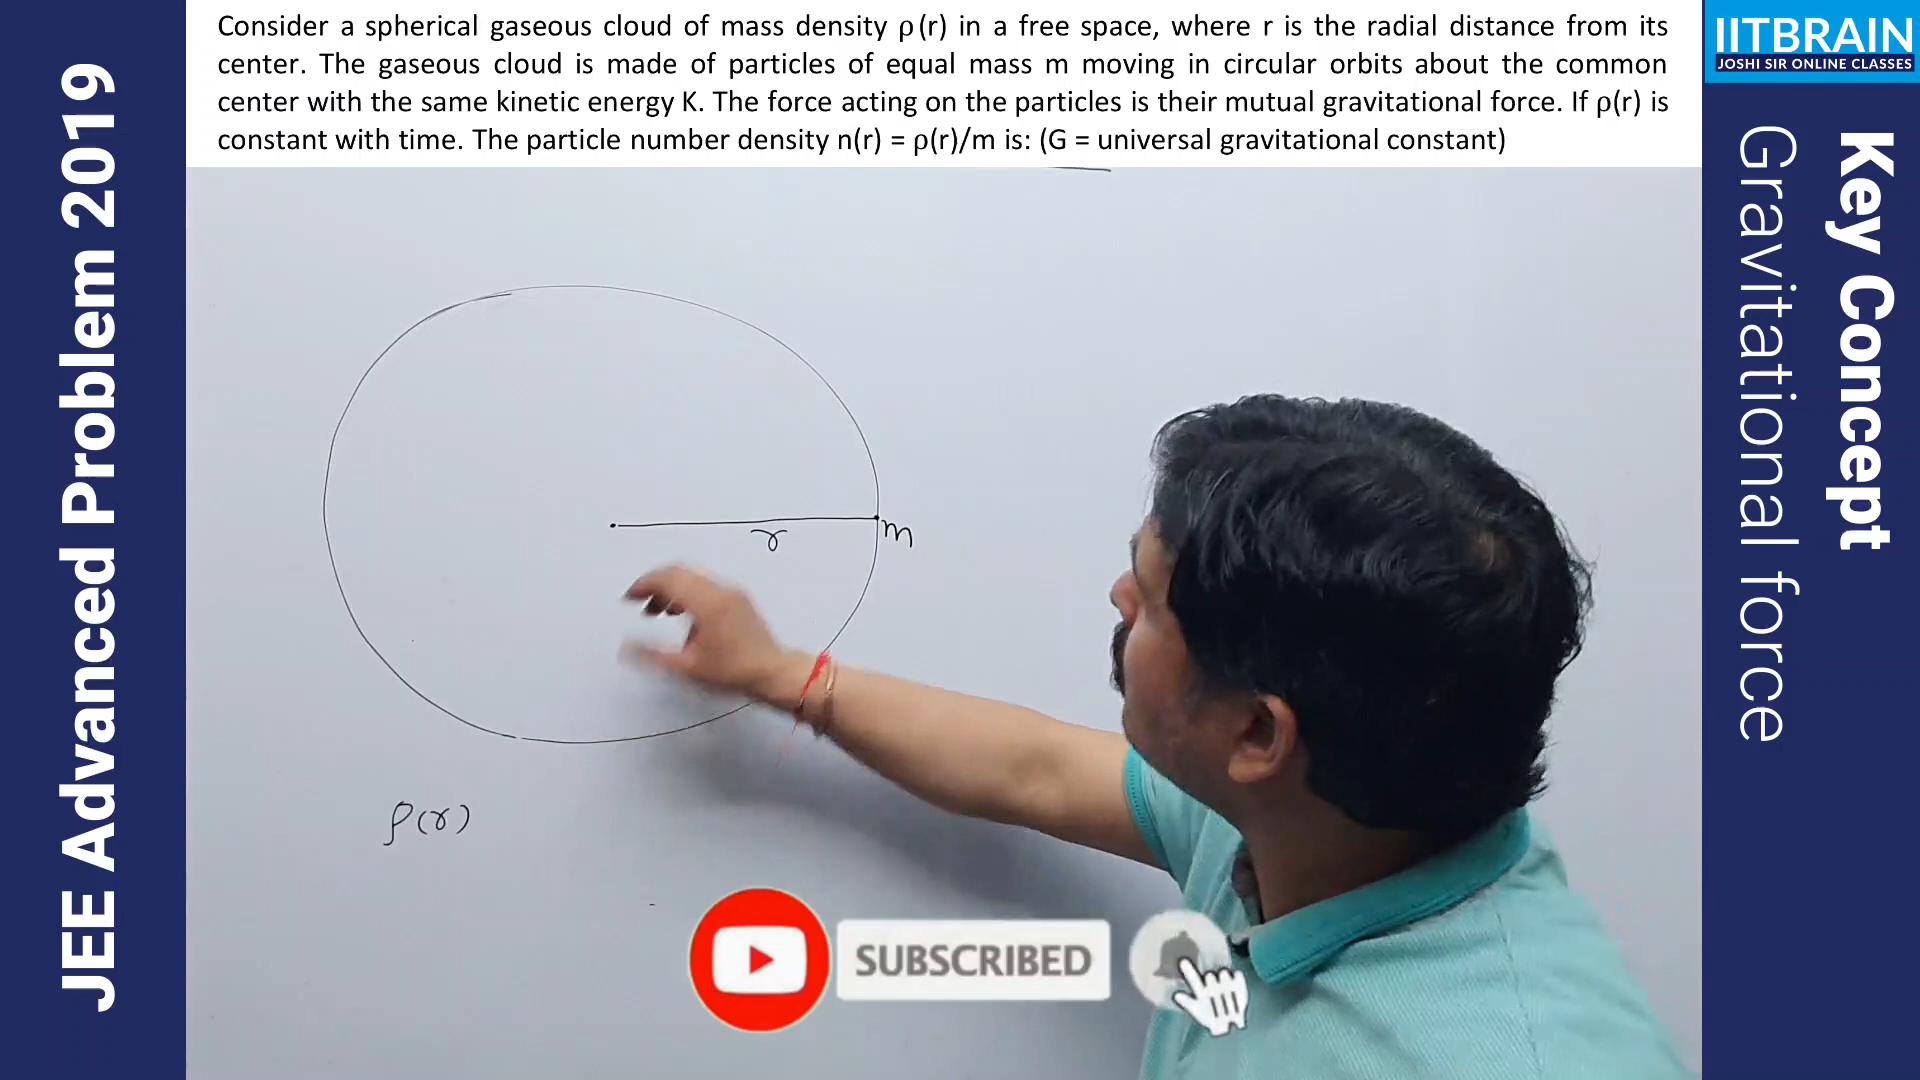 Consider a spherical gaseous cloud of mass density ρ(r) in a free space, where r is the radial distance from its
center. The gaseous cloud is made of particles of equal mass m moving in circular orbits about the common
center with the same kinetic energy K. The force acting on the particles is their mutual gravitational force. If ρ(r) is
constant with time. The particle number density n(r) = ρ(r)/m is: (G = universal gravitational constant)
IITBRAIN
JOSHI SIR ONLINE CLASSES
JEE Advanced Problem 2019
Key Concept
Gravitational force
r
m
ρ(r)
SUBSCRIBED